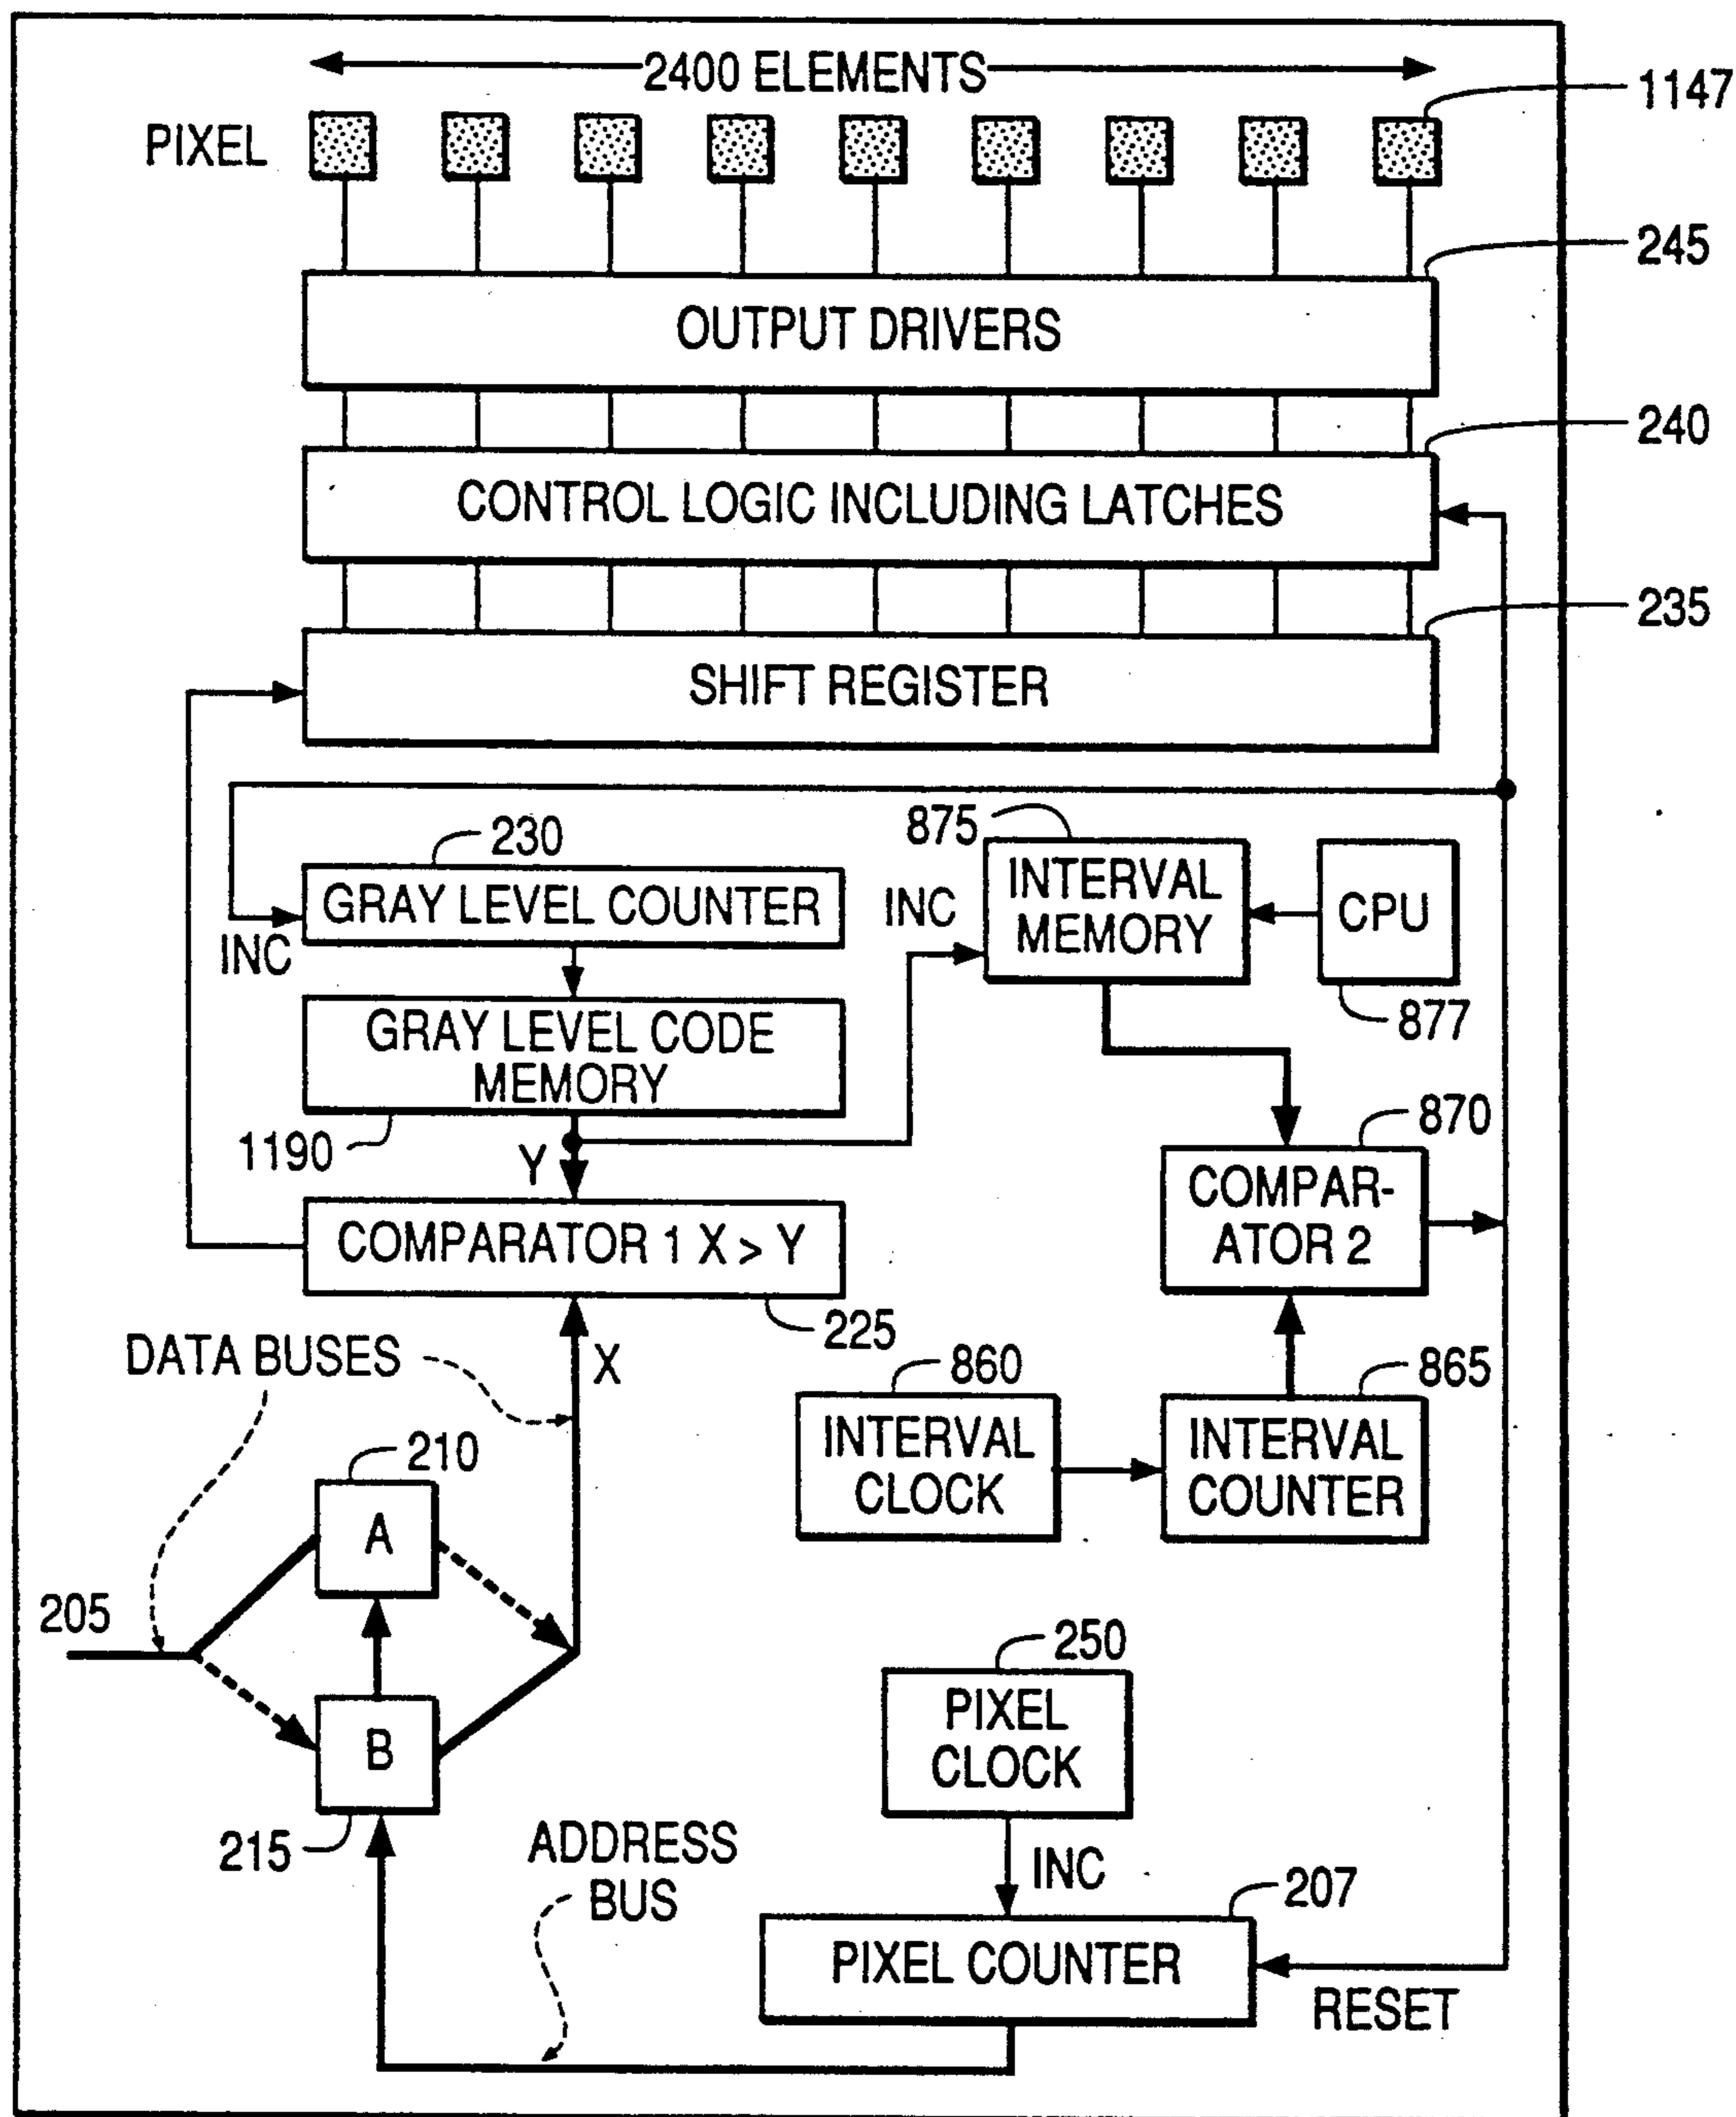 2400 ELEMENTS
1147
PIXEL
245
OUTPUT DRIVERS
240
CONTROL LOGIC INCLUDING LATCHES
235
SHIFT REGISTER
230
GRAY LEVEL COUNTER
INC
875
INTERVAL
MEMORY
INC
CPU
877
GRAY LEVEL CODE
MEMORY
1190
Y
870
COMPAR-
ATOR 2
COMPARATOR 1 X > Y
225
DATA BUSES
X
860
INTERVAL
CLOCK
865
INTERVAL
COUNTER
210
A
205
B
215
250
PIXEL
CLOCK
INC
ADDRESS
BUS
207
PIXEL COUNTER
RESET